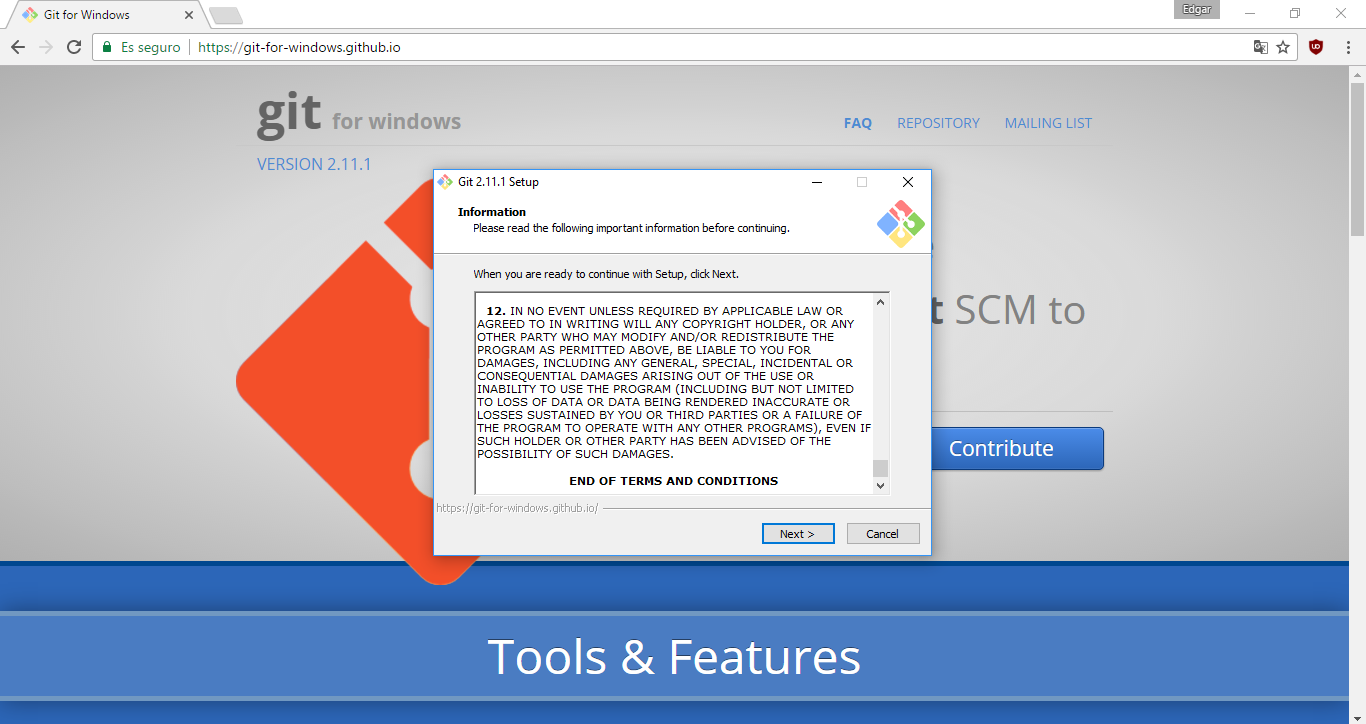 Git for Windows
Edgar
Es seguro
https://git-for-windows.github.io
git for windows
FAQ REPOSITORY MAILING LIST
VERSION 2.11.1
Git 2.11.1 Setup
Information
Please read the following important information before continuing.
When you are ready to continue with Setup, click Next.
12. IN NO EVENT UNLESS REQUIRED BY APPLICABLE LAW OR
AGREED TO IN WRITING WILL ANY COPYRIGHT HOLDER, OR ANY
OTHER PARTY WHO MAY MODIFY AND/OR REDISTRIBUTE THE
PROGRAM AS PERMITTED ABOVE, BE LIABLE TO YOU FOR
DAMAGES, INCLUDING ANY GENERAL, SPECIAL, INCIDENTAL OR
CONSEQUENTIAL DAMAGES ARISING OUT OF THE USE OR
INABILITY TO USE THE PROGRAM (INCLUDING BUT NOT LIMITED
TO LOSS OF DATA OR DATA BEING RENDERED INACCURATE OR
LOSSES SUSTAINED BY YOU OR THIRD PARTIES OR A FAILURE OF
THE PROGRAM TO OPERATE WITH ANY OTHER PROGRAMS), EVEN IF
SUCH HOLDER OR OTHER PARTY HAS BEEN ADVISED OF THE
POSSIBILITY OF SUCH DAMAGES.
END OF TERMS AND CONDITIONS
https://git-for-windows.github.io/
Next >
Cancel
t SCM to
Contribute
Tools & Features